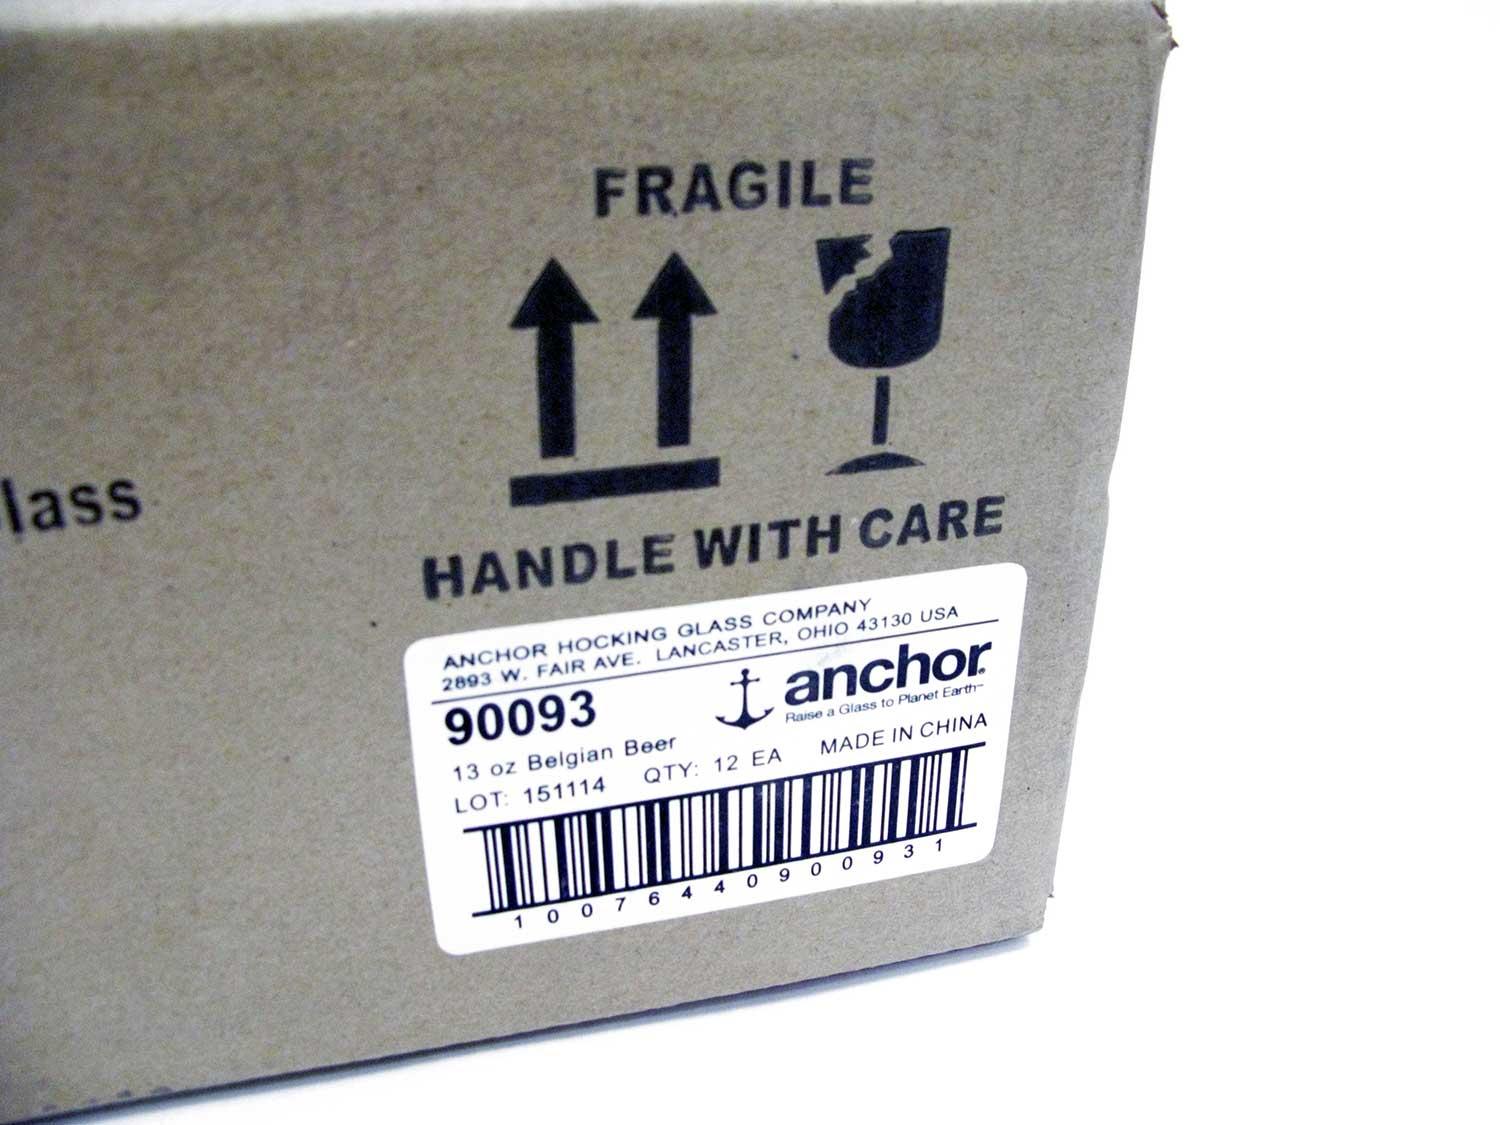 FRAGILE
lass
HANDLE WITH CARE
ANCHOR HOCKING GLASS COMPANY
2893 W. FAIR AVE. LANCASTER, OHIO 43130 USA
90093
anchor®
Raise a Glass to Planet Earth™
13 oz Belgian Beer
LOT: 151114 QTY: 12 EA MADE IN CHINA
10076440900931